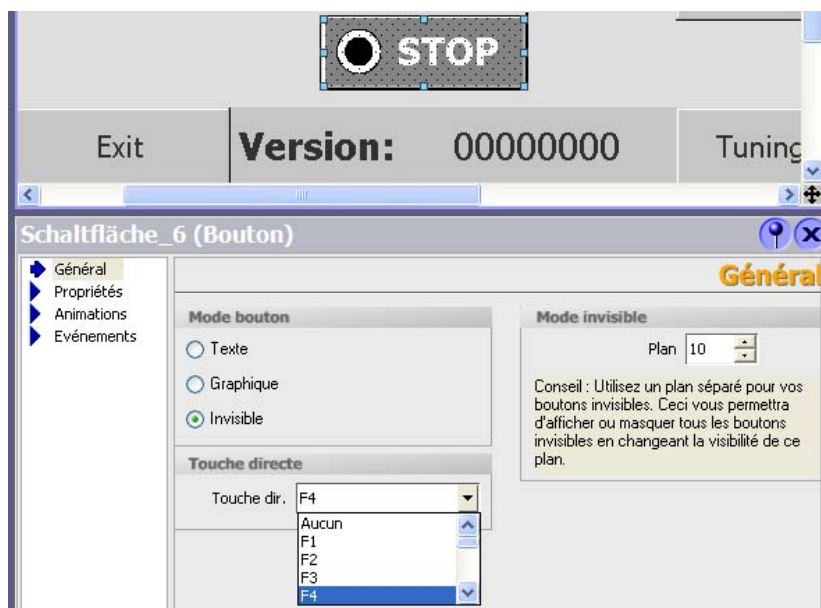 STOP
Exit
Version:
00000000
Tuning
Schaltfläche_6 (Bouton)
Général
Propriétés
Animations
Evénements
Général
Mode bouton
Texte
Graphique
Invisible
Touche directe
Touche dir.
F4
Aucun
F1
F2
F3
F4
Mode invisible
Plan
10
Conseil : Utilisez un plan séparé pour vos
boutons invisibles. Ceci vous permettra
d'afficher ou masquer tous les boutons
invisibles en changeant la visibilité de ce
plan.